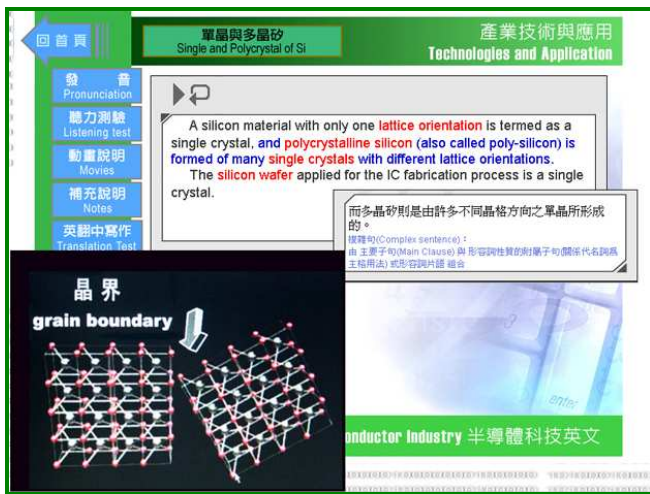 回首頁
單晶與多晶矽
Single and Polycrystal of Si
產業技術與應用
Technologies and Application
發 音
Pronunciation
聽力測驗
Listening test
動畫說明
Movies
補充說明
Notes
英翻中寫作
Translation Test
A silicon material with only one lattice orientation is termed as a
single crystal, and polycrystalline silicon (also called poly-silicon) is
formed of many single crystals with different lattice orientations.
The silicon wafer applied for the IC fabrication process is a single
crystal.
而多晶矽則是由許多不同晶格方向之單晶所形成
的。
複雜句(Complex sentence)：
由 主要子句(Main Clause) 與 形容詞性質的附屬子句(關係代名詞為
主格用法) 或形容詞片語 組合
晶界
grain boundary
enter
onductor Industry 半導體科技英文